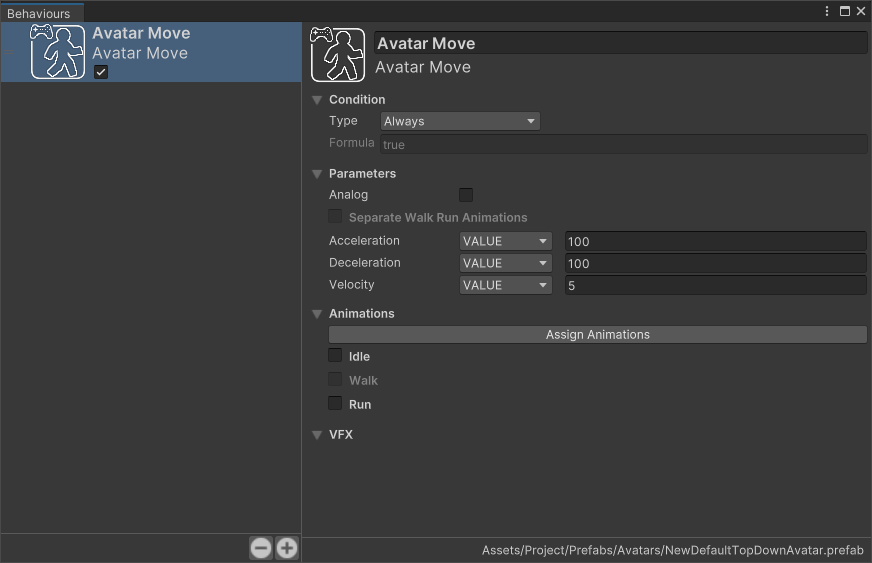 Behaviours
Avatar Move
Avatar Move
Avatar Move
Avatar Move
Condition
Type Always
Formula true
Parameters
Analog
Separate Walk Run Animations
Acceleration VALUE 100
Deceleration VALUE 100
Velocity VALUE 5
Animations
Assign Animations
Idle
Walk
Run
VFX
Assets/Project/Prefabs/Avatars/NewDefaultTopDownAvatar.prefab